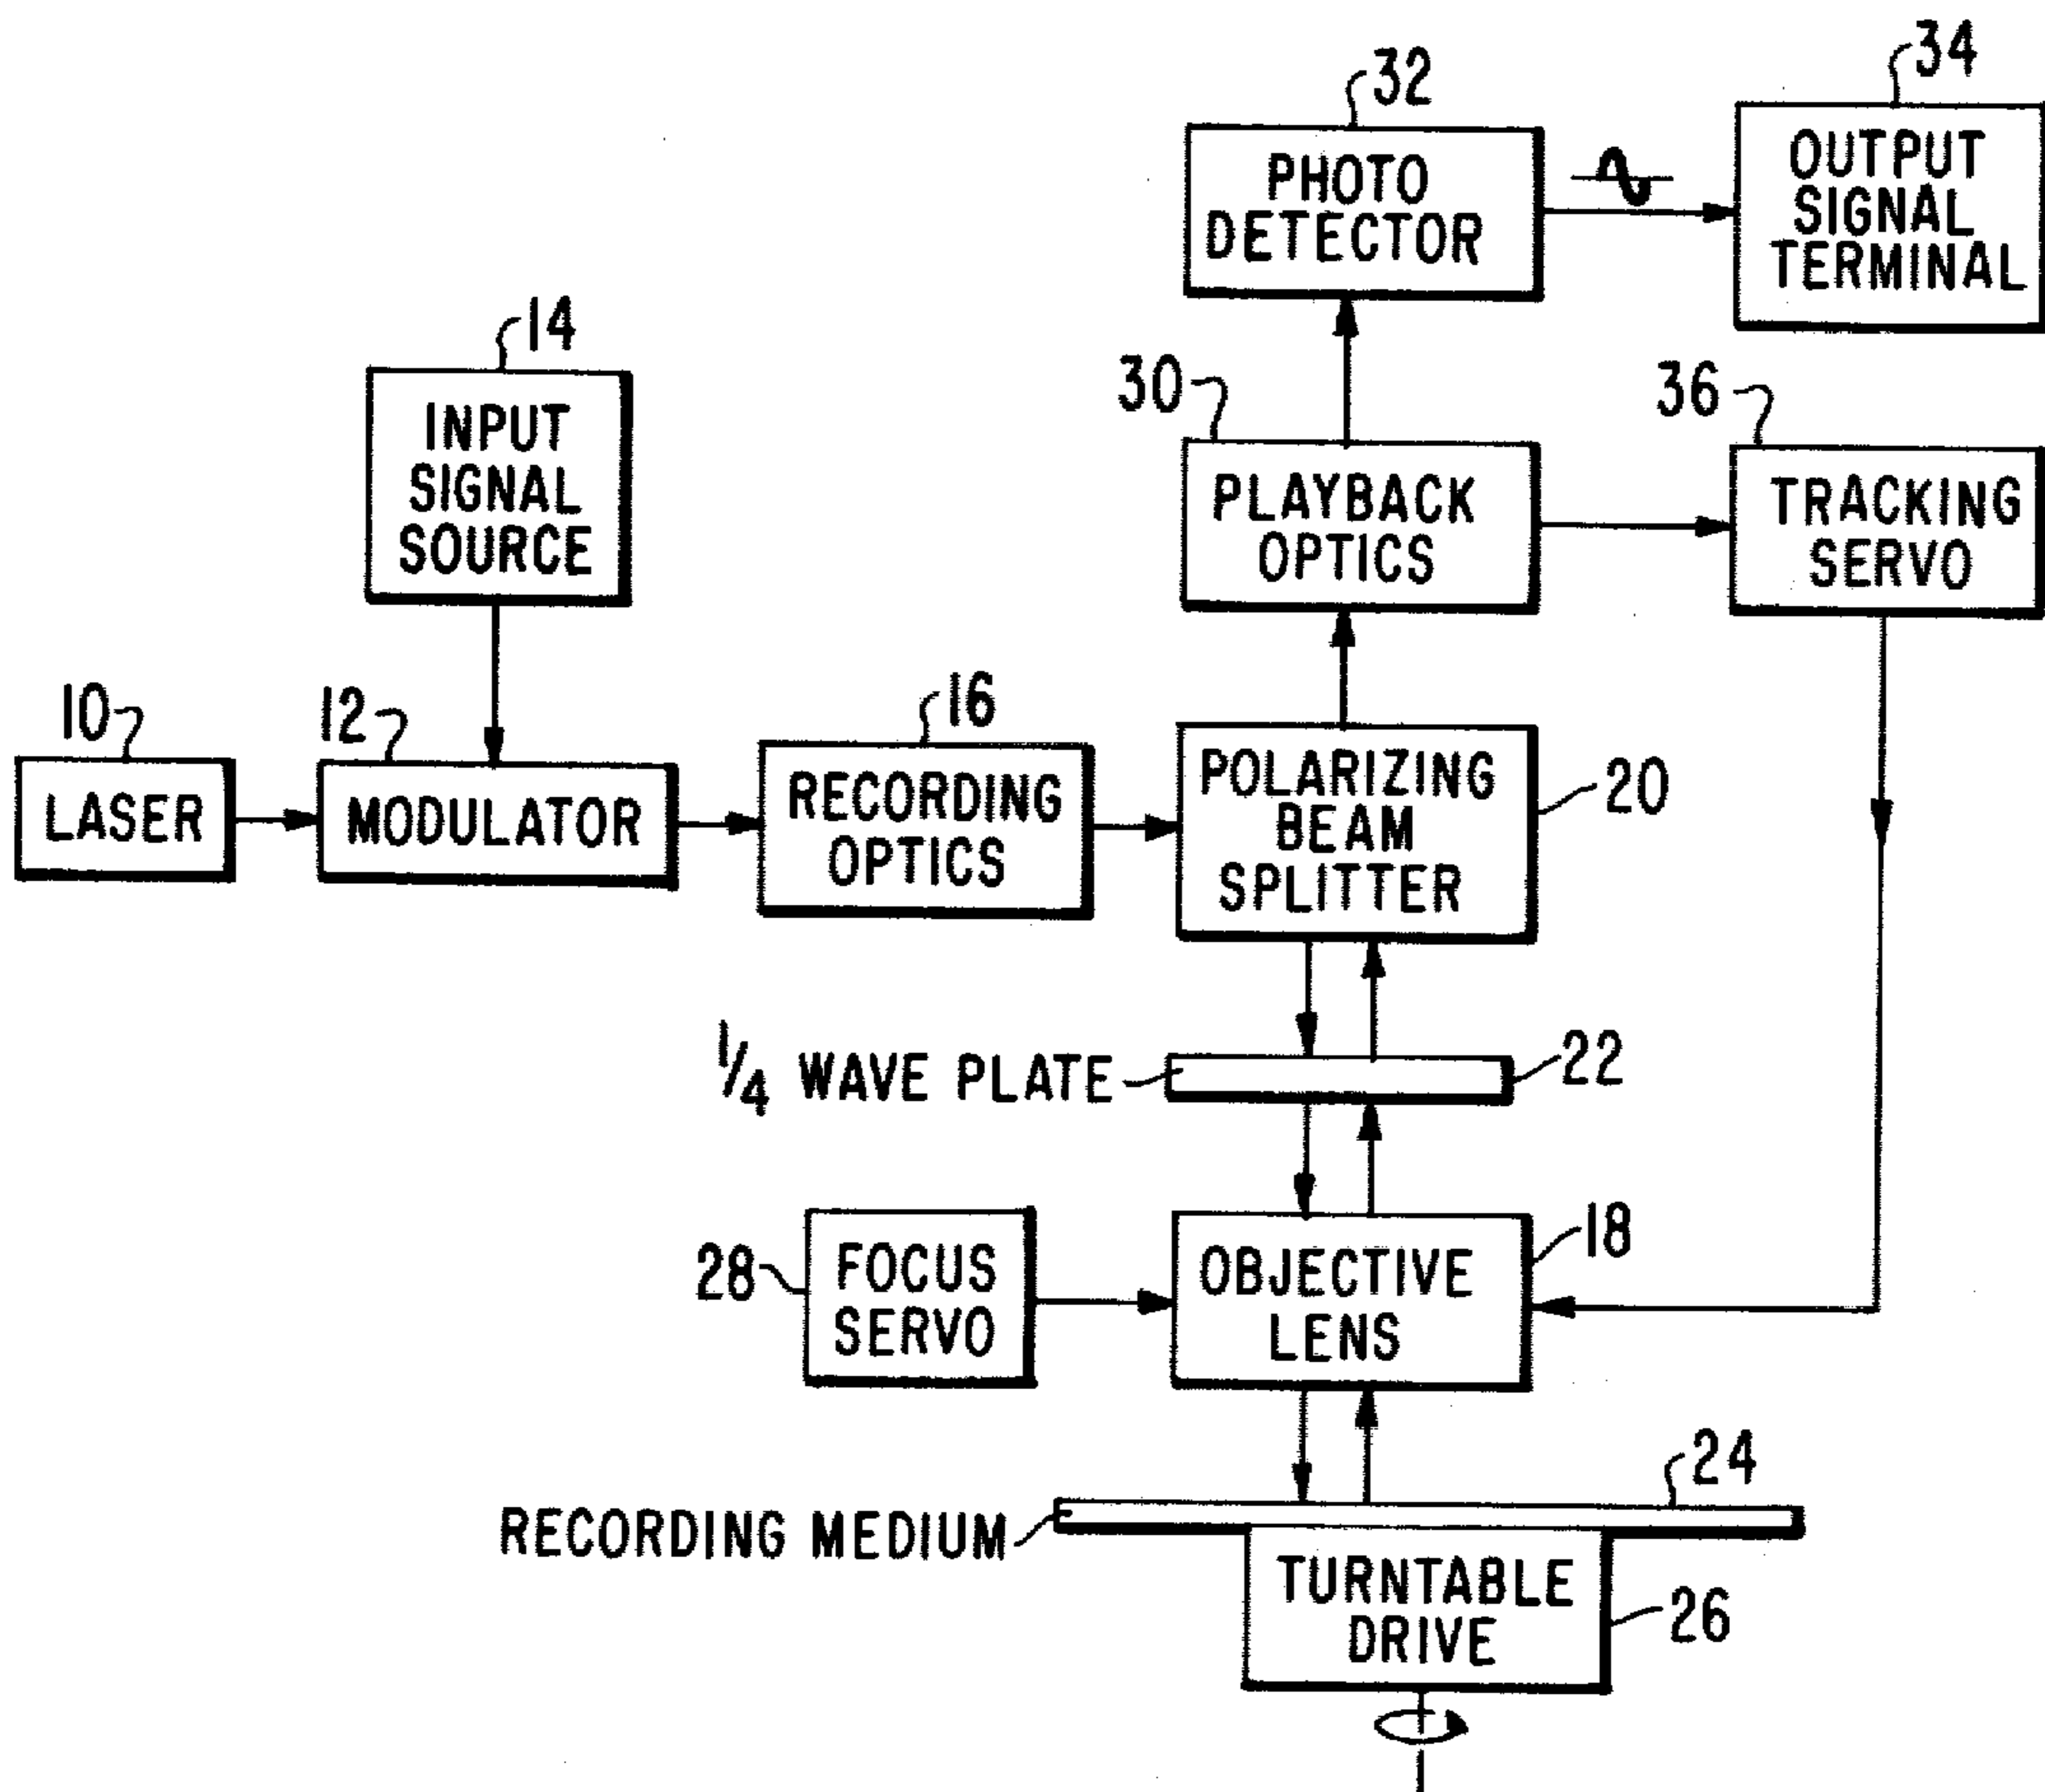 32
34
PHOTO
DETECTOR
OUTPUT
SIGNAL
TERMINAL
14
INPUT
SIGNAL
SOURCE
30
PLAYBACK
OPTICS
36
TRACKING
SERVO
10
LASER
12
MODULATOR
16
RECORDING
OPTICS
POLARIZING
BEAM
SPLITTER
20
1/4 WAVE PLATE
22
28
FOCUS
SERVO
OBJECTIVE
LENS
18
24
RECORDING MEDIUM
TURNTABLE
DRIVE
26